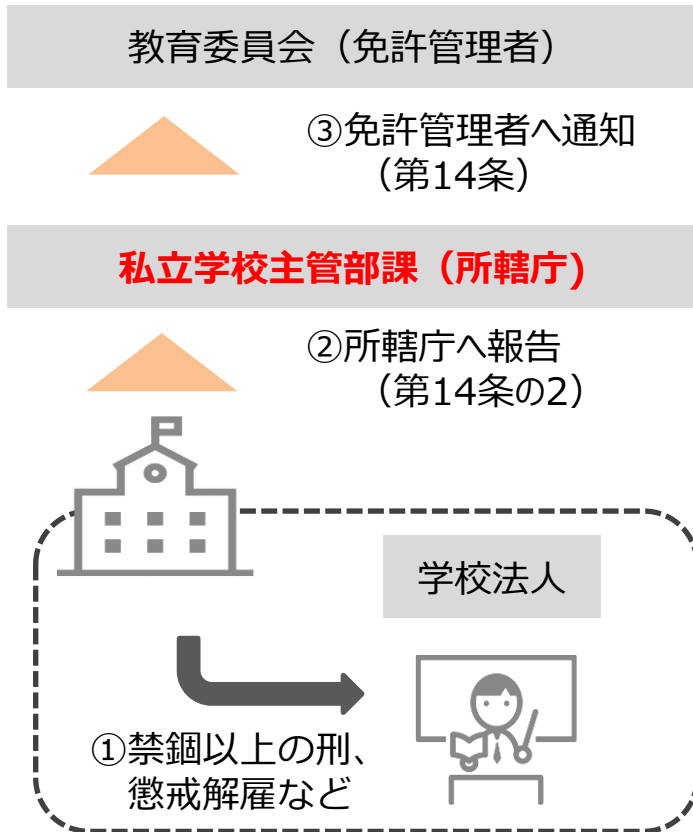 教育委員会（免許管理者）
③免許管理者へ通知
（第14条）
私立学校主管部課（所轄庁)
②所轄庁へ報告
（第14条の2）
学校法人
①禁錮以上の刑、
懲戒解雇など